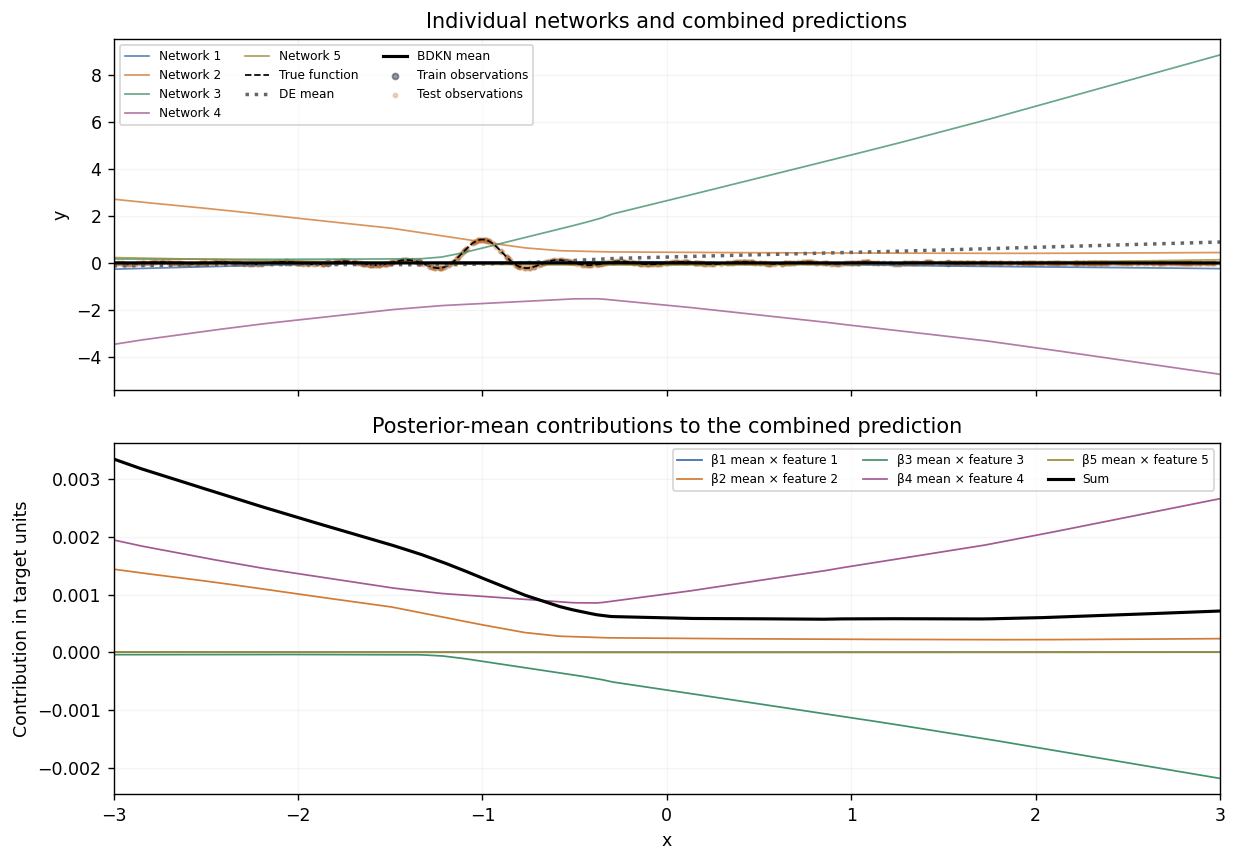 Individual networks and combined predictions
Network 1
Network 2
Network 3
Network 4
Network 5
True function
DE mean
BDKN mean
Train observations
Test observations
8
6
4
2
0
−2
−4
y
Posterior-mean contributions to the combined prediction
β1 mean × feature 1
β2 mean × feature 2
β3 mean × feature 3
β4 mean × feature 4
β5 mean × feature 5
Sum
0.003
0.002
0.001
0.000
−0.001
−0.002
Contribution in target units
−3 −2 −1 0 1 2 3
x